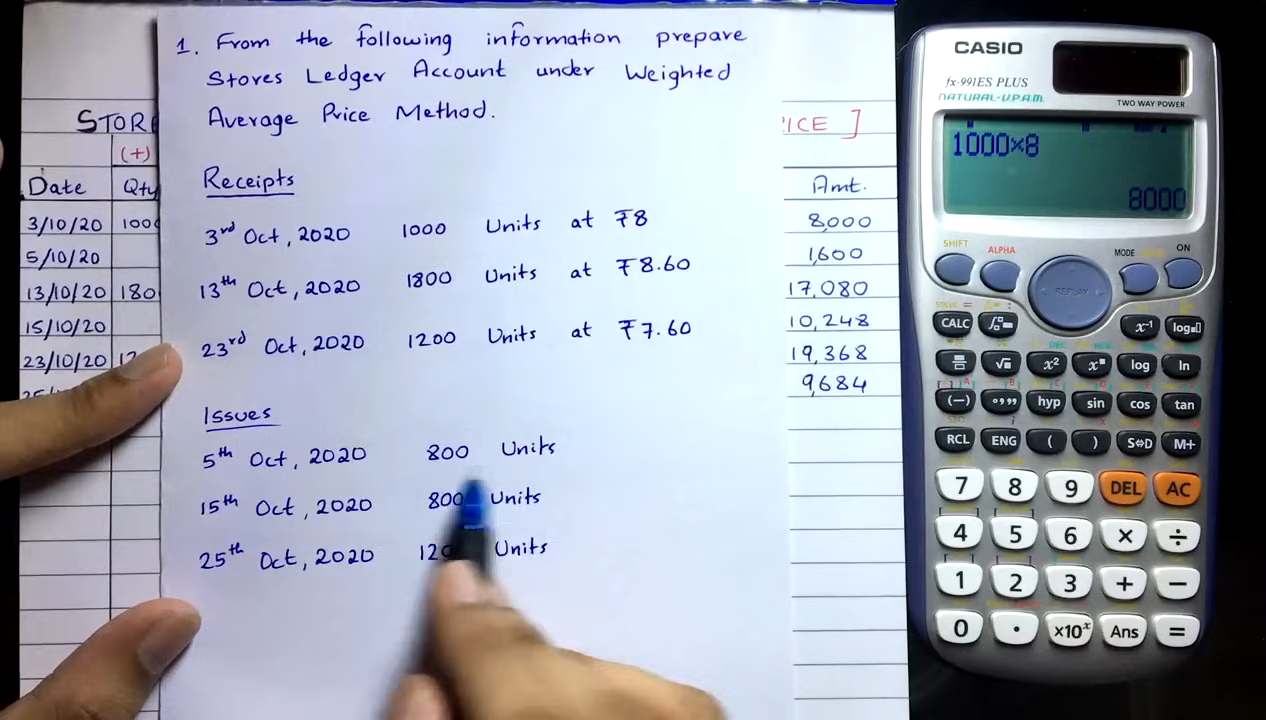 1. From the following information prepare
Stores Ledger Account under Weighted
Average Price Method.
Receipts
3rd Oct, 2020 1000 Units at ₹8
13th Oct, 2020 1800 Units at ₹8.60
23rd Oct, 2020 1200 Units at ₹7.60
Issues
5th Oct, 2020 800 Units
15th Oct, 2020 800 Units
25th Oct, 2020 Units
(+)
Date Qty Amt.
3/10/20 8,000
5/10/20 1,600
13/10/20 17,080
15/10/20 10,248
23/10/20 19,368
9,684
CASIO
fx-991ES PLUS
NATURAL-V.P.A.M.
TWO WAY POWER
1000×8
8000
SHIFT ALPHA MODE ON
REPLAY
CALC x⁻¹ log
√ x² log ln
(−) hyp sin cos tan
RCL ENG ( ) S⇔D M+
7 8 9 DEL AC
4 5 6 × ÷
1 2 3 + −
0 . ×10ˣ Ans =